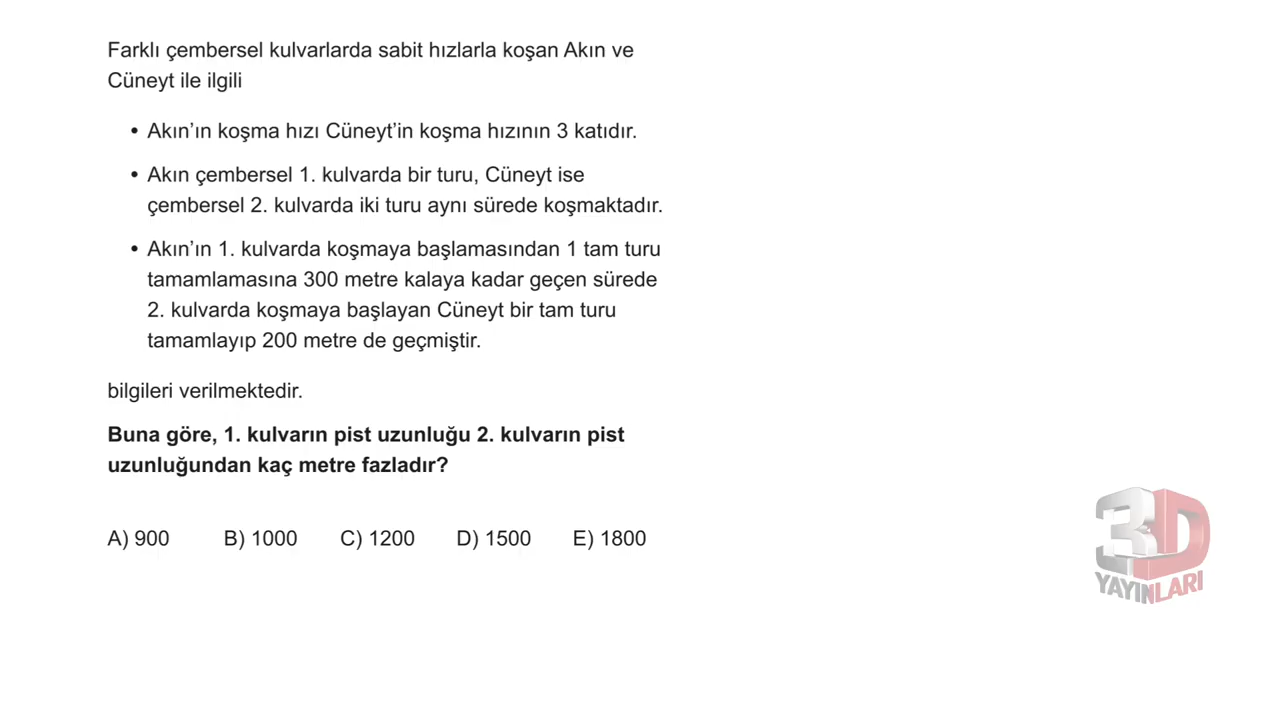 Farklı çembersel kulvarlarda sabit hızlarla koşan Akın ve
Cüneyt ile ilgili
• Akın’ın koşma hızı Cüneyt’in koşma hızının 3 katıdır.
• Akın çembersel 1. kulvarda bir turu, Cüneyt ise
çembersel 2. kulvarda iki turu aynı sürede koşmaktadır.
• Akın’ın 1. kulvarda koşmaya başlamasından 1 tam turu
tamamlamasına 300 metre kalaya kadar geçen sürede
2. kulvarda koşmaya başlayan Cüneyt bir tam turu
tamamlayıp 200 metre de geçmiştir.
bilgileri verilmektedir.
Buna göre, 1. kulvarın pist uzunluğu 2. kulvarın pist
uzunluğundan kaç metre fazladır?
A) 900 B) 1000 C) 1200 D) 1500 E) 1800
3D
YAYINLARI